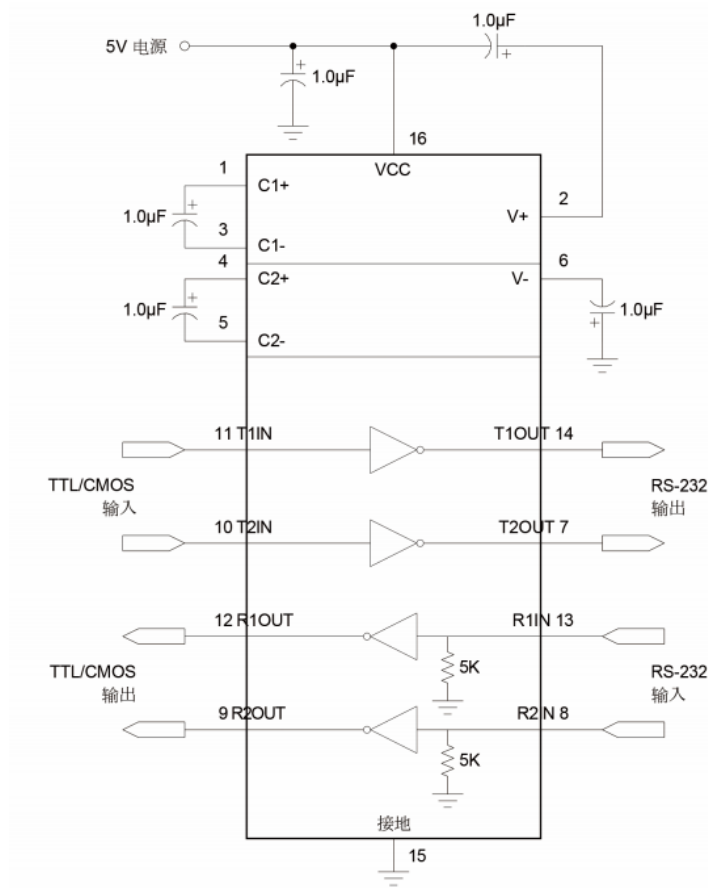 1.0µF
5V 电源
1.0µF
16
VCC
1
C1+
2
V+
1.0µF
3
C1-
4
C2+
6
V-
1.0µF
1.0µF
5
C2-
11 T1IN
T1OUT 14
TTL/CMOS
输入
RS-232
输出
10 T2IN
T2OUT 7
12 R1OUT
R1IN 13
5K
TTL/CMOS
输出
RS-232
输入
9 R2OUT
R2IN 8
5K
接地
15